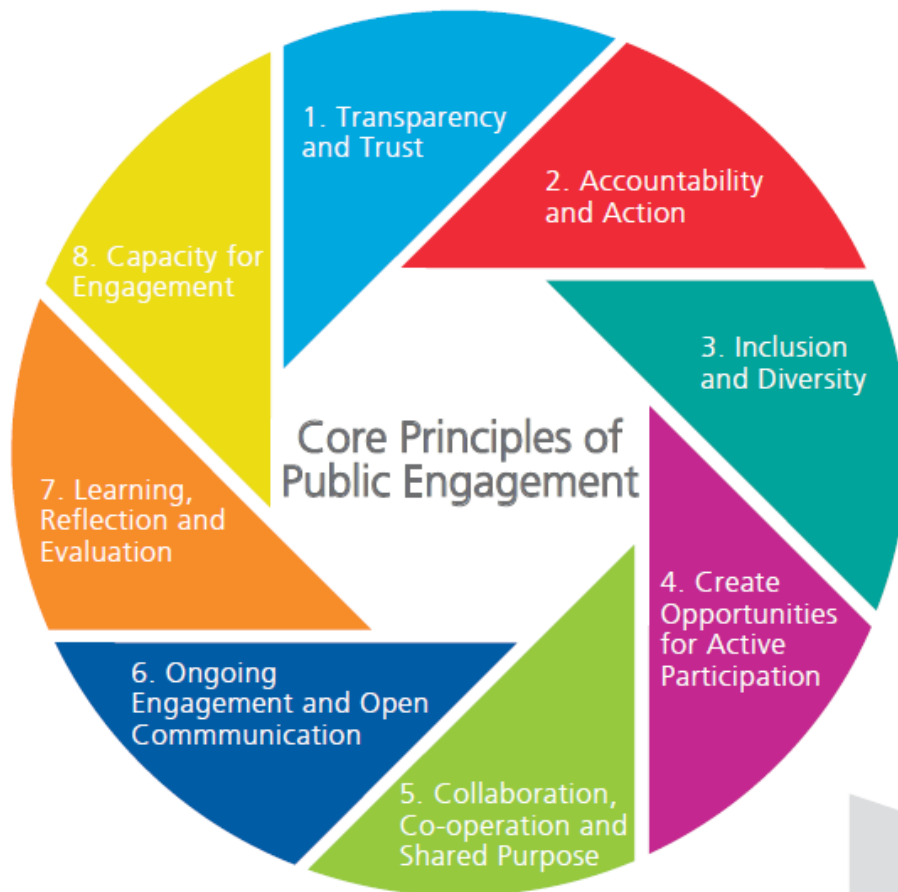 1. Transparency
and Trust
2. Accountability
and Action
3. Inclusion
and Diversity
4. Create
Opportunities
for Active
Participation
5. Collaboration,
Co-operation and
Shared Purpose
6. Ongoing
Engagement and Open
Commmunication
7. Learning,
Reflection and
Evaluation
8. Capacity for
Engagement
Core Principles of
Public Engagement